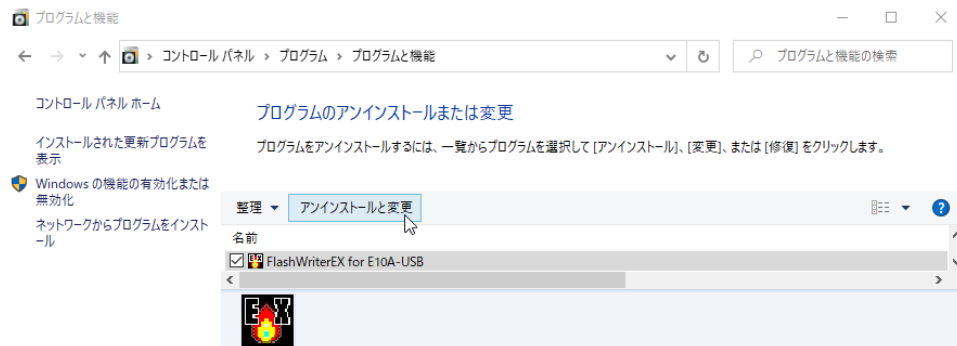 プログラムと機能
コントロール パネル › プログラム › プログラムと機能
プログラムと機能の検索
コントロール パネル ホーム
インストールされた更新プログラムを
表示
Windows の機能の有効化または
無効化
ネットワークからプログラムをインスト
ール
プログラムのアンインストールまたは変更
プログラムをアンインストールするには、一覧からプログラムを選択して [アンインストール]、[変更]、または [修復] をクリックします。
整理 アンインストールと変更
名前
FlashWriterEX for E10A-USB
EX